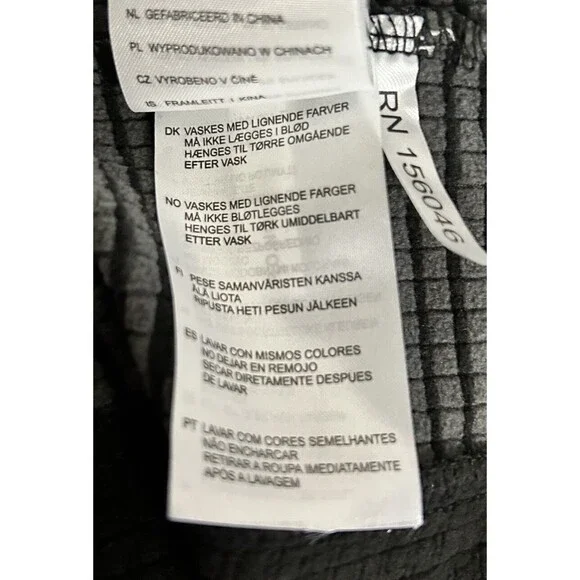 NL GEFABRICEERD IN CHINA
PL WYPRODUKOWANO W CHINACH
CZ VYROBENO V ČÍNĚ
IS FRAMLEITT Í KÍNA
DK VASKES MED LIGNENDE FARVER
MÅ IKKE LÆGGES I BLØD
HÆNGES TIL TØRRE OMGÅENDE
EFTER VASK
NO VASKES MED LIGNENDE FARGER
MÅ IKKE BLØTLEGGES
HENGES TIL TØRK UMIDDELBART
ETTER VASK
FI PESE SAMANVÄRISTEN KANSSA
ÄLÄ LIOTA
RIPUSTA HETI PESUN JÄLKEEN
ES LAVAR CON MISMOS COLORES
NO DEJAR EN REMOJO
SECAR DIRECTAMENTE DESPUES
DE LAVAR
PT LAVAR COM CORES SEMELHANTES
NÃO ENCHARCAR
RETIRAR A ROUPA IMEDIATAMENTE
APÓS A LAVAGEM
RN 156046